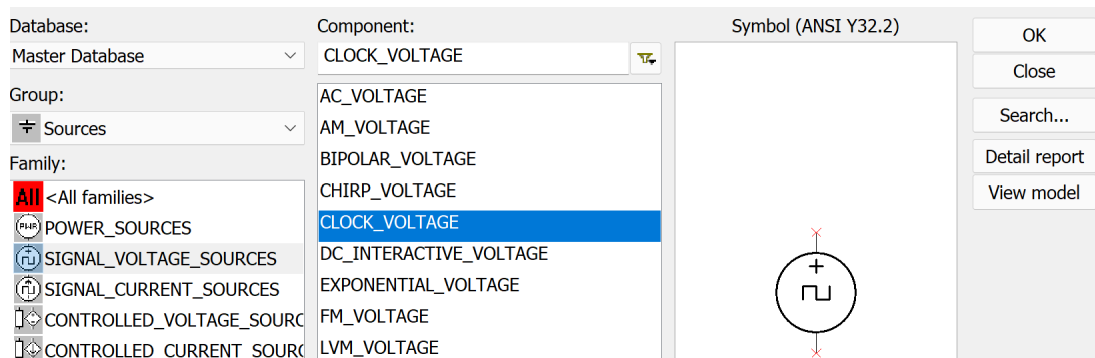 Database:
Master Database
Group:
Sources
Family:
All <All families>
PWR POWER_SOURCES
SIGNAL_VOLTAGE_SOURCES
SIGNAL_CURRENT_SOURCES
CONTROLLED_VOLTAGE_SOURC
CONTROLLED_CURRENT_SOURC
Component:
CLOCK_VOLTAGE
AC_VOLTAGE
AM_VOLTAGE
BIPOLAR_VOLTAGE
CHIRP_VOLTAGE
CLOCK_VOLTAGE
DC_INTERACTIVE_VOLTAGE
EXPONENTIAL_VOLTAGE
FM_VOLTAGE
LVM_VOLTAGE
Symbol (ANSI Y32.2)
OK
Close
Search...
Detail report
View model